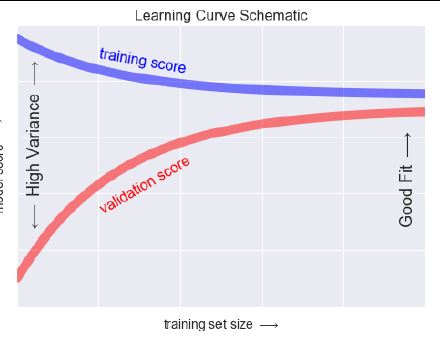 Learning Curve Schematic
training score
← High Variance →
validation score
Good Fit →
training set size →